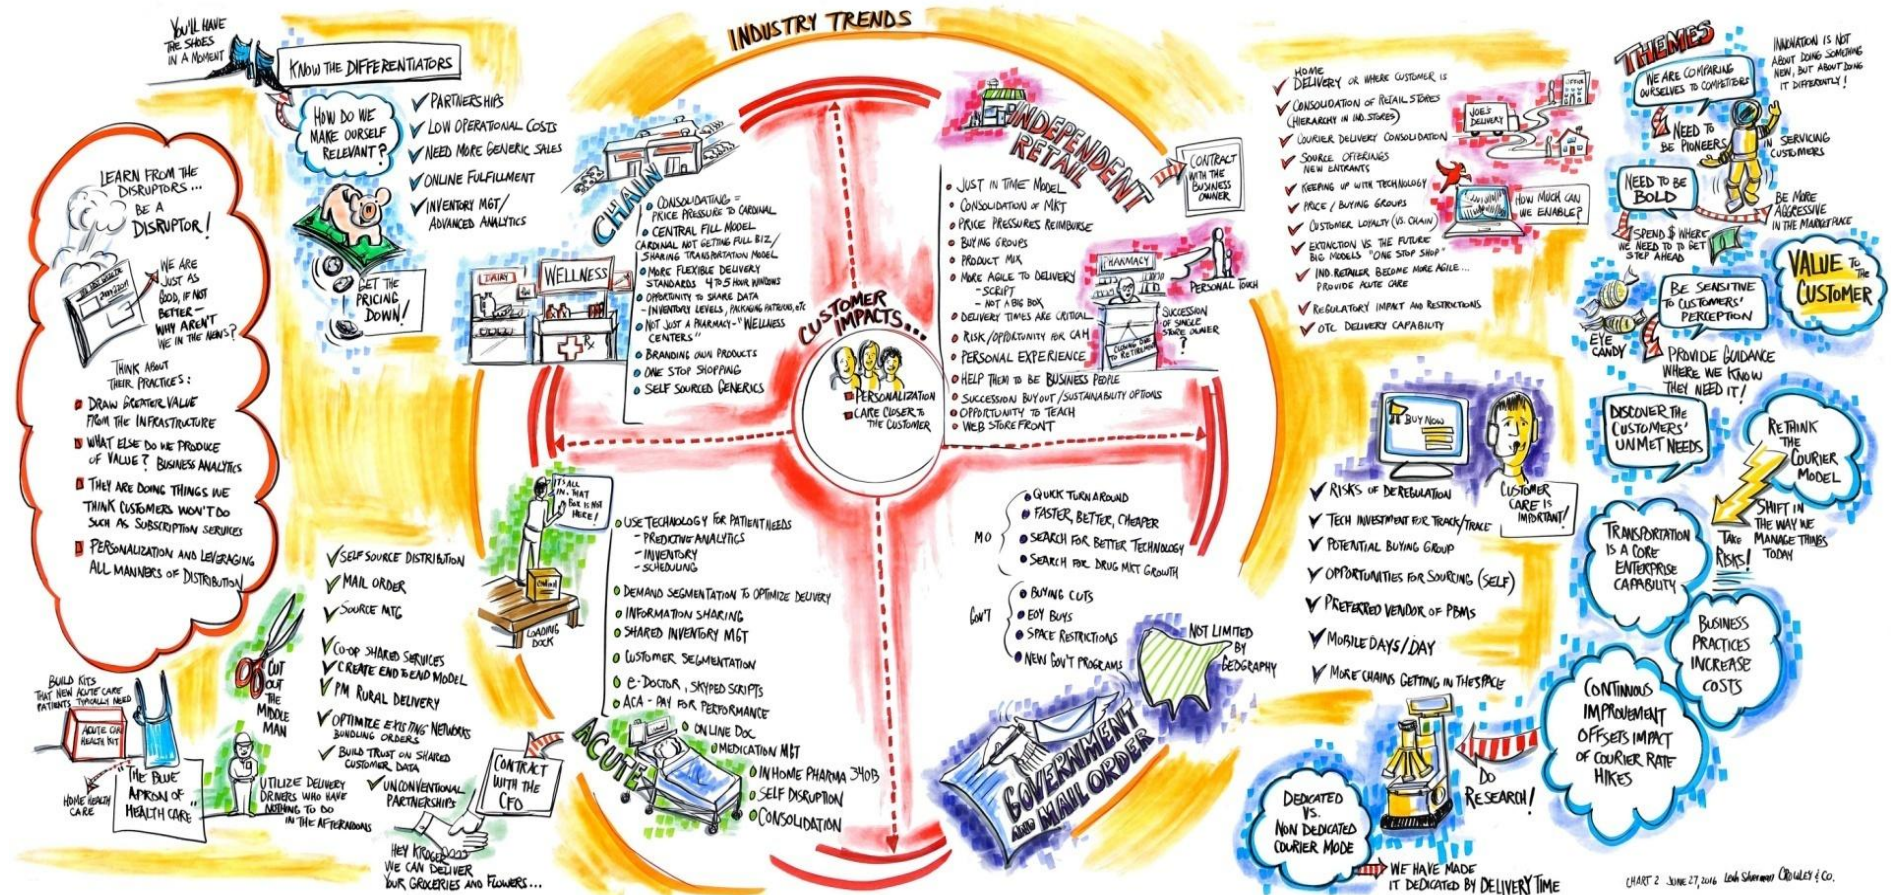 INDUSTRY TRENDS
YOU'LL HAVE
THE SHOES
IN A MOMENT
KNOW THE DIFFERENTIATORS
HOW DO WE
MAKE OURSELF
RELEVANT?
PARTNERSHIPS
LOW OPERATIONAL COSTS
NEED MORE GENERIC SALES
ONLINE FULFILLMENT
INVENTORY MGT/
ADVANCED ANALYTICS
GET THE
PRICING
DOWN!
LEARN FROM THE
DISRUPTORS...
BE A
DISRUPTOR!
WE ARE
JUST AS
GOOD, IF NOT
BETTER –
WHY AREN'T
WE IN THE NEWS?
THINK ABOUT
THEIR PRACTICES:
DRAW GREATER VALUE
FROM THE INFRASTRUCTURE
WHAT ELSE DO WE PRODUCE
OF VALUE? BUSINESS ANALYTICS
THEY ARE DOING THINGS WE
THINK CUSTOMERS WON'T DO
SUCH AS SUBSCRIPTION SERVICES
PERSONALIZATION AND LEVERAGING
ALL MANNERS OF DISTRIBUTION
CHAIN
CONSOLIDATING =
PRICE PRESSURE TO CARDINAL
CENTRAL FILL MODEL
CARDINAL NOT GETTING FULL BIZ/
SHARING TRANSPORTATION MODEL
MORE FLEXIBLE DELIVERY
STANDARDS 4 TO 5 HOUR WINDOWS
OPPORTUNITY TO SHARE DATA
- INVENTORY LEVELS, PACKAGING PATTERNS, ETC
NOT JUST A PHARMACY - "WELLNESS
CENTERS"
BRANDING OWN PRODUCTS
ONE STOP SHOPPING
SELF SOURCED GENERICS
DAIRY
WELLNESS
RX
CUSTOMER
IMPACTS...
PERSONALIZATION
CARE CLOSER TO
THE CUSTOMER
INDEPENDENT
RETAIL
JUST IN TIME MODEL
CONSOLIDATION OF MKT
PRICE PRESSURES REIMBURSE
BUYING GROUPS
PRODUCT MIX
MORE AGILE TO DELIVERY
- SCRIPT
- NOT A BIG BOX
DELIVERY TIMES ARE CRITICAL
RISK/OPPORTUNITY FOR CAH
PERSONAL EXPERIENCE
HELP THEM TO BE BUSINESS PEOPLE
SUCCESSION BUYOUT/SUSTAINABILITY OPTIONS
OPPORTUNITY TO TEACH
WEB STORE FRONT
CONTRACT
WITH THE
BUSINESS
OWNER
PHARMACY
PERSONAL TOUCH
SUCCESSION
OF SINGLE
STORE OWNER
?
CLOSING DUE
TO RETIREMENT
HOME
DELIVERY OR WHERE CUSTOMER IS
CONSOLIDATION OF RETAIL STORES
(HIERARCHY IN IND. STORES)
COURIER DELIVERY CONSOLIDATION
SOURCE OFFERINGS
NEW ENTRANTS
KEEPING UP WITH TECHNOLOGY
PRICE/BUYING GROUPS
CUSTOMER LOYALTY (VS. CHAIN)
EXTINCTION VS THE FUTURE
BIG MODELS "ONE STOP SHOP"
IND. RETAILER BECOME MORE AGILE...
PROVIDE ACUTE CARE
REGULATORY IMPACT AND RESTRICTIONS
OTC DELIVERY CAPABILITY
OFFICE
JOE'S
DELIVERY
HOW MUCH CAN
WE ENABLE?
THEMES
WE ARE COMPARING
OURSELVES TO COMPETITORS
INNOVATION IS NOT
ABOUT DOING SOMETHING
NEW, BUT ABOUT DOING
IT DIFFERENTLY!
NEED TO
BE PIONEERS
IN SERVICING
CUSTOMERS
NEED TO BE
BOLD
BE MORE
AGGRESSIVE
IN THE MARKETPLACE
SPEND $ WHERE
WE NEED TO TO GET
STEP AHEAD
VALUE TO THE
CUSTOMER
BE SENSITIVE
TO CUSTOMERS'
PERCEPTION
EYE
CANDY
PROVIDE GUIDANCE
WHERE WE KNOW
THEY NEED IT!
DISCOVER THE
CUSTOMERS'
UNMET NEEDS
RETHINK
THE
COURIER
MODEL
SHIFT IN
THE WAY WE
MANAGE THINGS
TODAY
TAKE
RISKS!
TRANSPORTATION
IS A CORE
ENTERPRISE
CAPABILITY
BUSINESS
PRACTICES
INCREASE
COSTS
CONTINUOUS
IMPROVEMENT
OFFSETS IMPACT
OF COURIER RATE
HIKES
DO
RESEARCH!
DEDICATED
VS.
NON DEDICATED
COURIER MODE
WE HAVE MADE
IT DEDICATED BY DELIVERY TIME
BUY NOW
CUSTOMER
CARE IS
IMPORTANT!
RISKS OF DEREGULATION
TECH INVESTMENT FOR TRACK/TRACE
POTENTIAL BUYING GROUP
OPPORTUNITIES FOR SOURCING (SELF)
PREFERRED VENDOR OF PBMS
MOBILE DAYS/DAY
MORE CHAINS GETTING IN THE SPACE
MO
QUICK TURN AROUND
FASTER, BETTER, CHEAPER
SEARCH FOR BETTER TECHNOLOGY
SEARCH FOR DRUG MKT GROWTH
GOV'T
BUYING CUTS
EOY BUYS
SPACE RESTRICTIONS
NEW GOV'T PROGRAMS
NOT LIMITED
BY
GEOGRAPHY
GOVERNMENT
AND MAIL ORDER
IT'S ALL
IN. THAT
BOX IS NOT
HERE!
LOADING
DOCK
USE TECHNOLOGY FOR PATIENT NEEDS
- PREDICTIVE ANALYTICS
- INVENTORY
- SCHEDULING
DEMAND SEGMENTATION TO OPTIMIZE DELIVERY
INFORMATION SHARING
SHARED INVENTORY MGT
CUSTOMER SEGMENTATION
e-DOCTOR, SKYPED SCRIPTS
ACA - PAY FOR PERFORMANCE
ONLINE DOC
MEDICATION MGT
IN HOME PHARMA 340B
SELF DISRUPTION
CONSOLIDATION
ACUTE
CONTRACT
WITH THE
CFO
SELF SOURCE DISTRIBUTION
MAIL ORDER
SOURCE MTG
CO-OP SHARED SERVICES
CREATE END TO END MODEL
PM RURAL DELIVERY
OPTIMIZE EXISTING NETWORKS
BUNDLING ORDERS
BUILD TRUST ON SHARED
CUSTOMER DATA
UNCONVENTIONAL
PARTNERSHIPS
CUT
OUT
THE
MIDDLE
MAN
UTILIZE DELIVERY
DRIVERS WHO HAVE
NOTHING TO DO
IN THE AFTERNOONS
HEY KROGER
WE CAN DELIVER
YOUR GROCERIES AND FLOWERS...
BUILD KITS
THAT NEW ACUTE CARE
PATIENTS TYPICALLY NEED
ACUTE CAR
HEALTH KIT
HOME HEALTH
CARE
"THE BLUE
APRON OF
HEALTH CARE"
CHART 2 JUNE 27, 2016 CROWLEY & CO.